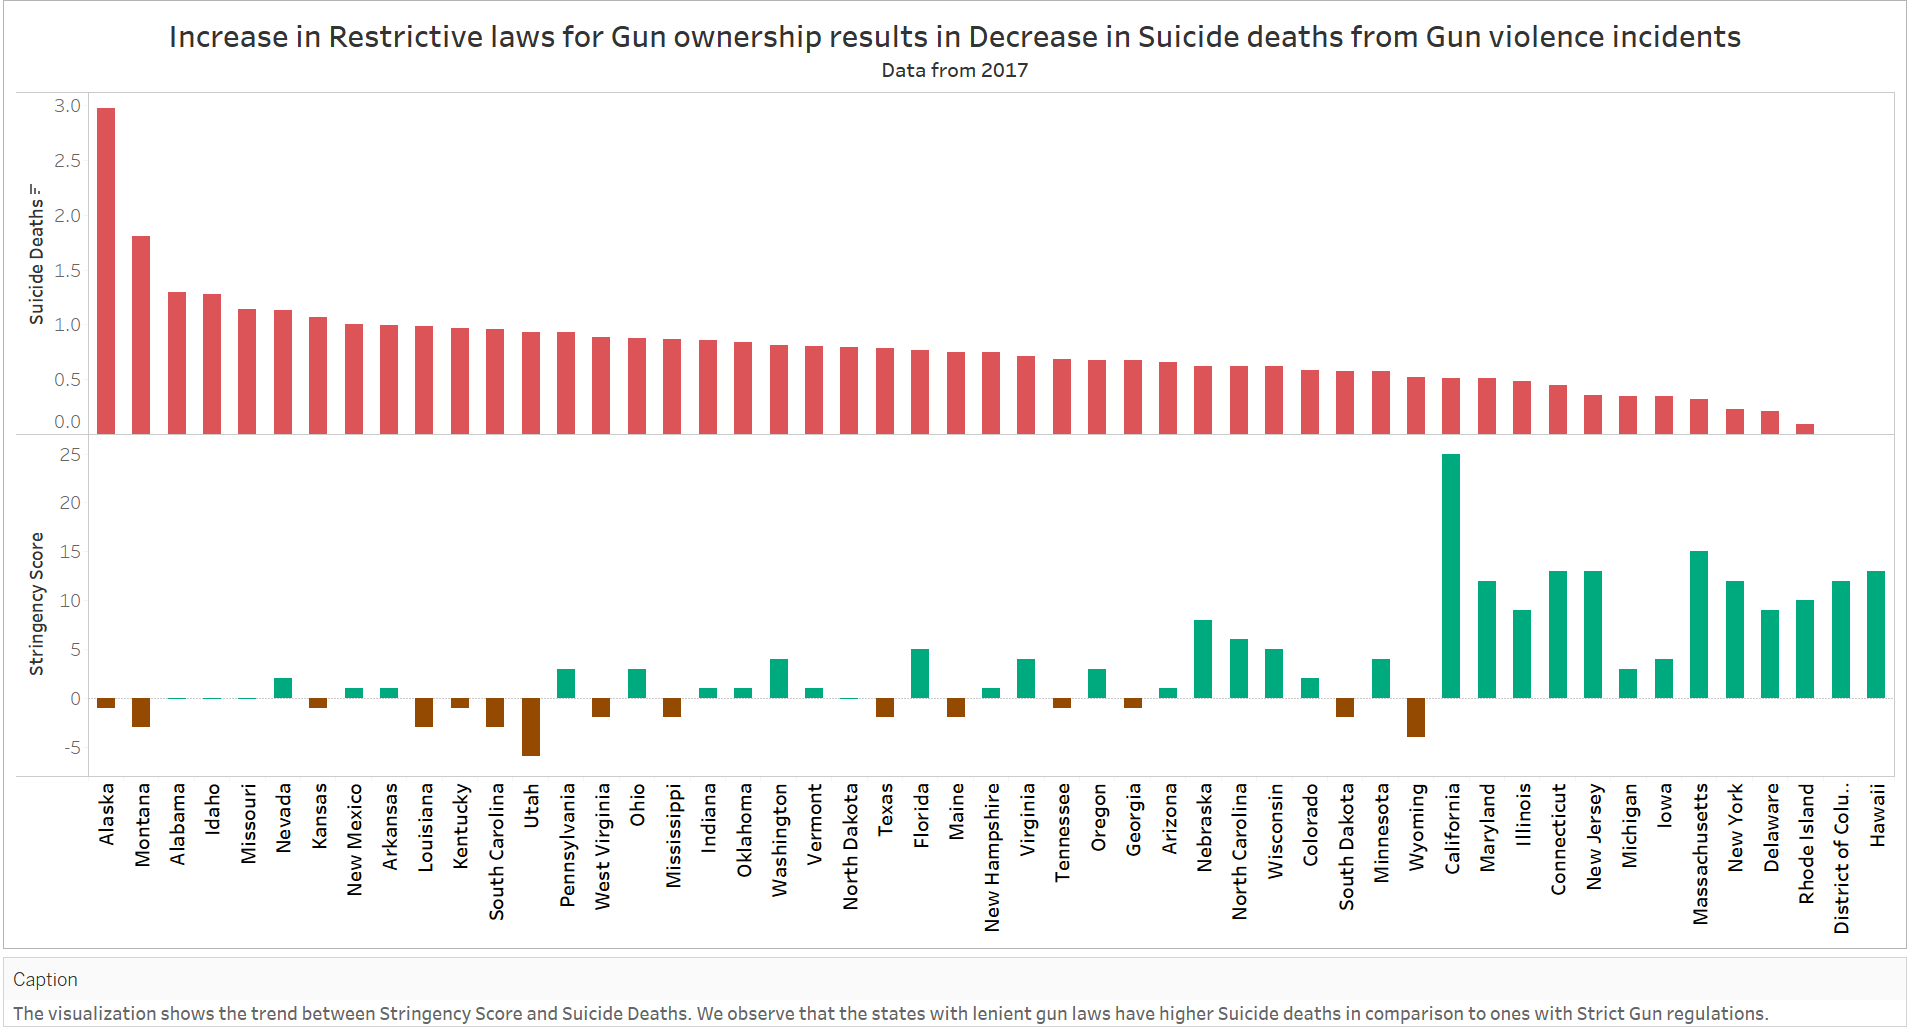 Increase in Restrictive laws for Gun ownership results in Decrease in Suicide deaths from Gun violence incidents
Data from 2017
Suicide Deaths
3.0
2.5
2.0
1.5
1.0
0.5
0.0
Stringency Score
25
20
15
10
5
0
-5
Alaska
Montana
Alabama
Idaho
Missouri
Nevada
Kansas
New Mexico
Arkansas
Louisiana
Kentucky
South Carolina
Utah
Pennsylvania
West Virginia
Ohio
Mississippi
Indiana
Oklahoma
Washington
Vermont
North Dakota
Texas
Florida
Maine
New Hampshire
Virginia
Tennessee
Oregon
Georgia
Arizona
Nebraska
North Carolina
Wisconsin
Colorado
South Dakota
Minnesota
Wyoming
California
Maryland
Illinois
Connecticut
New Jersey
Michigan
Iowa
Massachusetts
New York
Delaware
Rhode Island
District of Colu..
Hawaii
Caption
The visualization shows the trend between Stringency Score and Suicide Deaths. We observe that the states with lenient gun laws have higher Suicide deaths in comparison to ones with Strict Gun regulations.